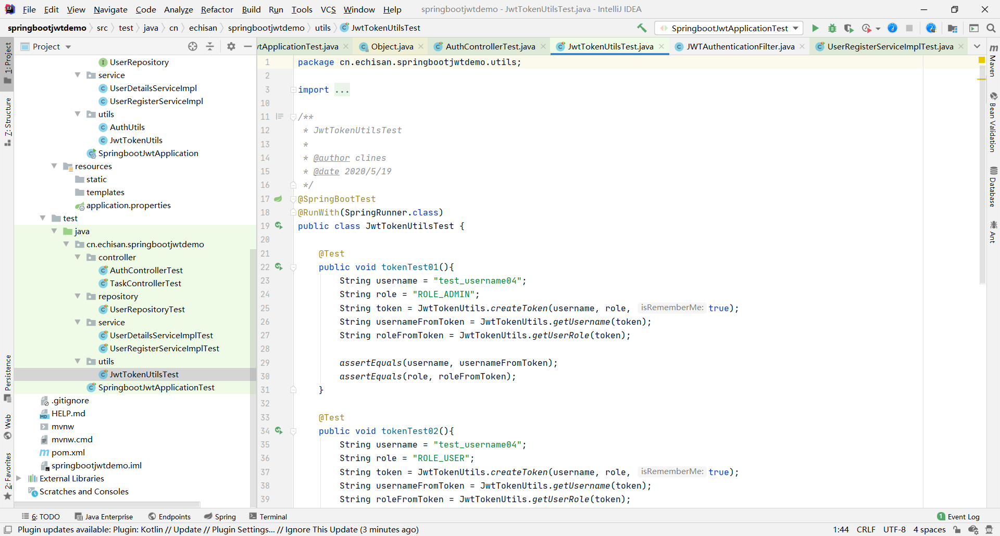 File Edit View Navigate Code Analyze Refactor Build Run Tools VCS Window Help springbootjwtdemo - JwtTokenUtilsTest.java - IntelliJ IDEA
springbootjwtdemo src test java cn echisan springbootjwtdemo utils JwtTokenUtilsTest SpringbootJwtApplicationTest
Project
vtApplicationTest.java Object.java AuthControllerTest.java JwtTokenUtilsTest.java JWTAuthenticationFilter.java UserRegisterServiceImplTest.java
1: Project
7: Structure
Persistence
Web
2: Favorites
UserRepository
service
UserDetailsServiceImpl
UserRegisterServiceImpl
utils
AuthUtils
JwtTokenUtils
SpringbootJwtApplication
resources
static
templates
application.properties
test
java
cn.echisan.springbootjwtdemo
controller
AuthControllerTest
TaskControllerTest
repository
UserRepositoryTest
service
UserDetailsServiceImplTest
UserRegisterServiceImplTest
utils
JwtTokenUtilsTest
SpringbootJwtApplicationTest
.gitignore
HELP.md
mvnw
mvnw.cmd
pom.xml
springbootjwtdemo.iml
External Libraries
Scratches and Consoles
1 package cn.echisan.springbootjwtdemo.utils;
2
3 import ...
10
11 /**
12 * JwtTokenUtilsTest
13 *
14 * @author clines
15 * @date 2020/5/19
16 */
17 @SpringBootTest
18 @RunWith(SpringRunner.class)
19 public class JwtTokenUtilsTest {
20
21 @Test
22 public void tokenTest01(){
23 String username = "test_username04";
24 String role = "ROLE_ADMIN";
25 String token = JwtTokenUtils.createToken(username, role, isRememberMe: true);
26 String usernameFromToken = JwtTokenUtils.getUsername(token);
27 String roleFromToken = JwtTokenUtils.getUserRole(token);
28
29 assertEquals(username, usernameFromToken);
30 assertEquals(role, roleFromToken);
31 }
32
33 @Test
34 public void tokenTest02(){
35 String username = "test_username04";
36 String role = "ROLE_USER";
37 String token = JwtTokenUtils.createToken(username, role, isRememberMe: true);
38 String usernameFromToken = JwtTokenUtils.getUsername(token);
39 String roleFromToken = JwtTokenUtils.getUserRole(token);
Maven
Bean Validation
Database
Ant
6: TODO Java Enterprise Endpoints Spring Terminal 1 Event Log
Plugin updates available: Plugin: Kotlin // Update // Plugin Settings... // Ignore This Update (3 minutes ago) 1:44 CRLF UTF-8 4 spaces